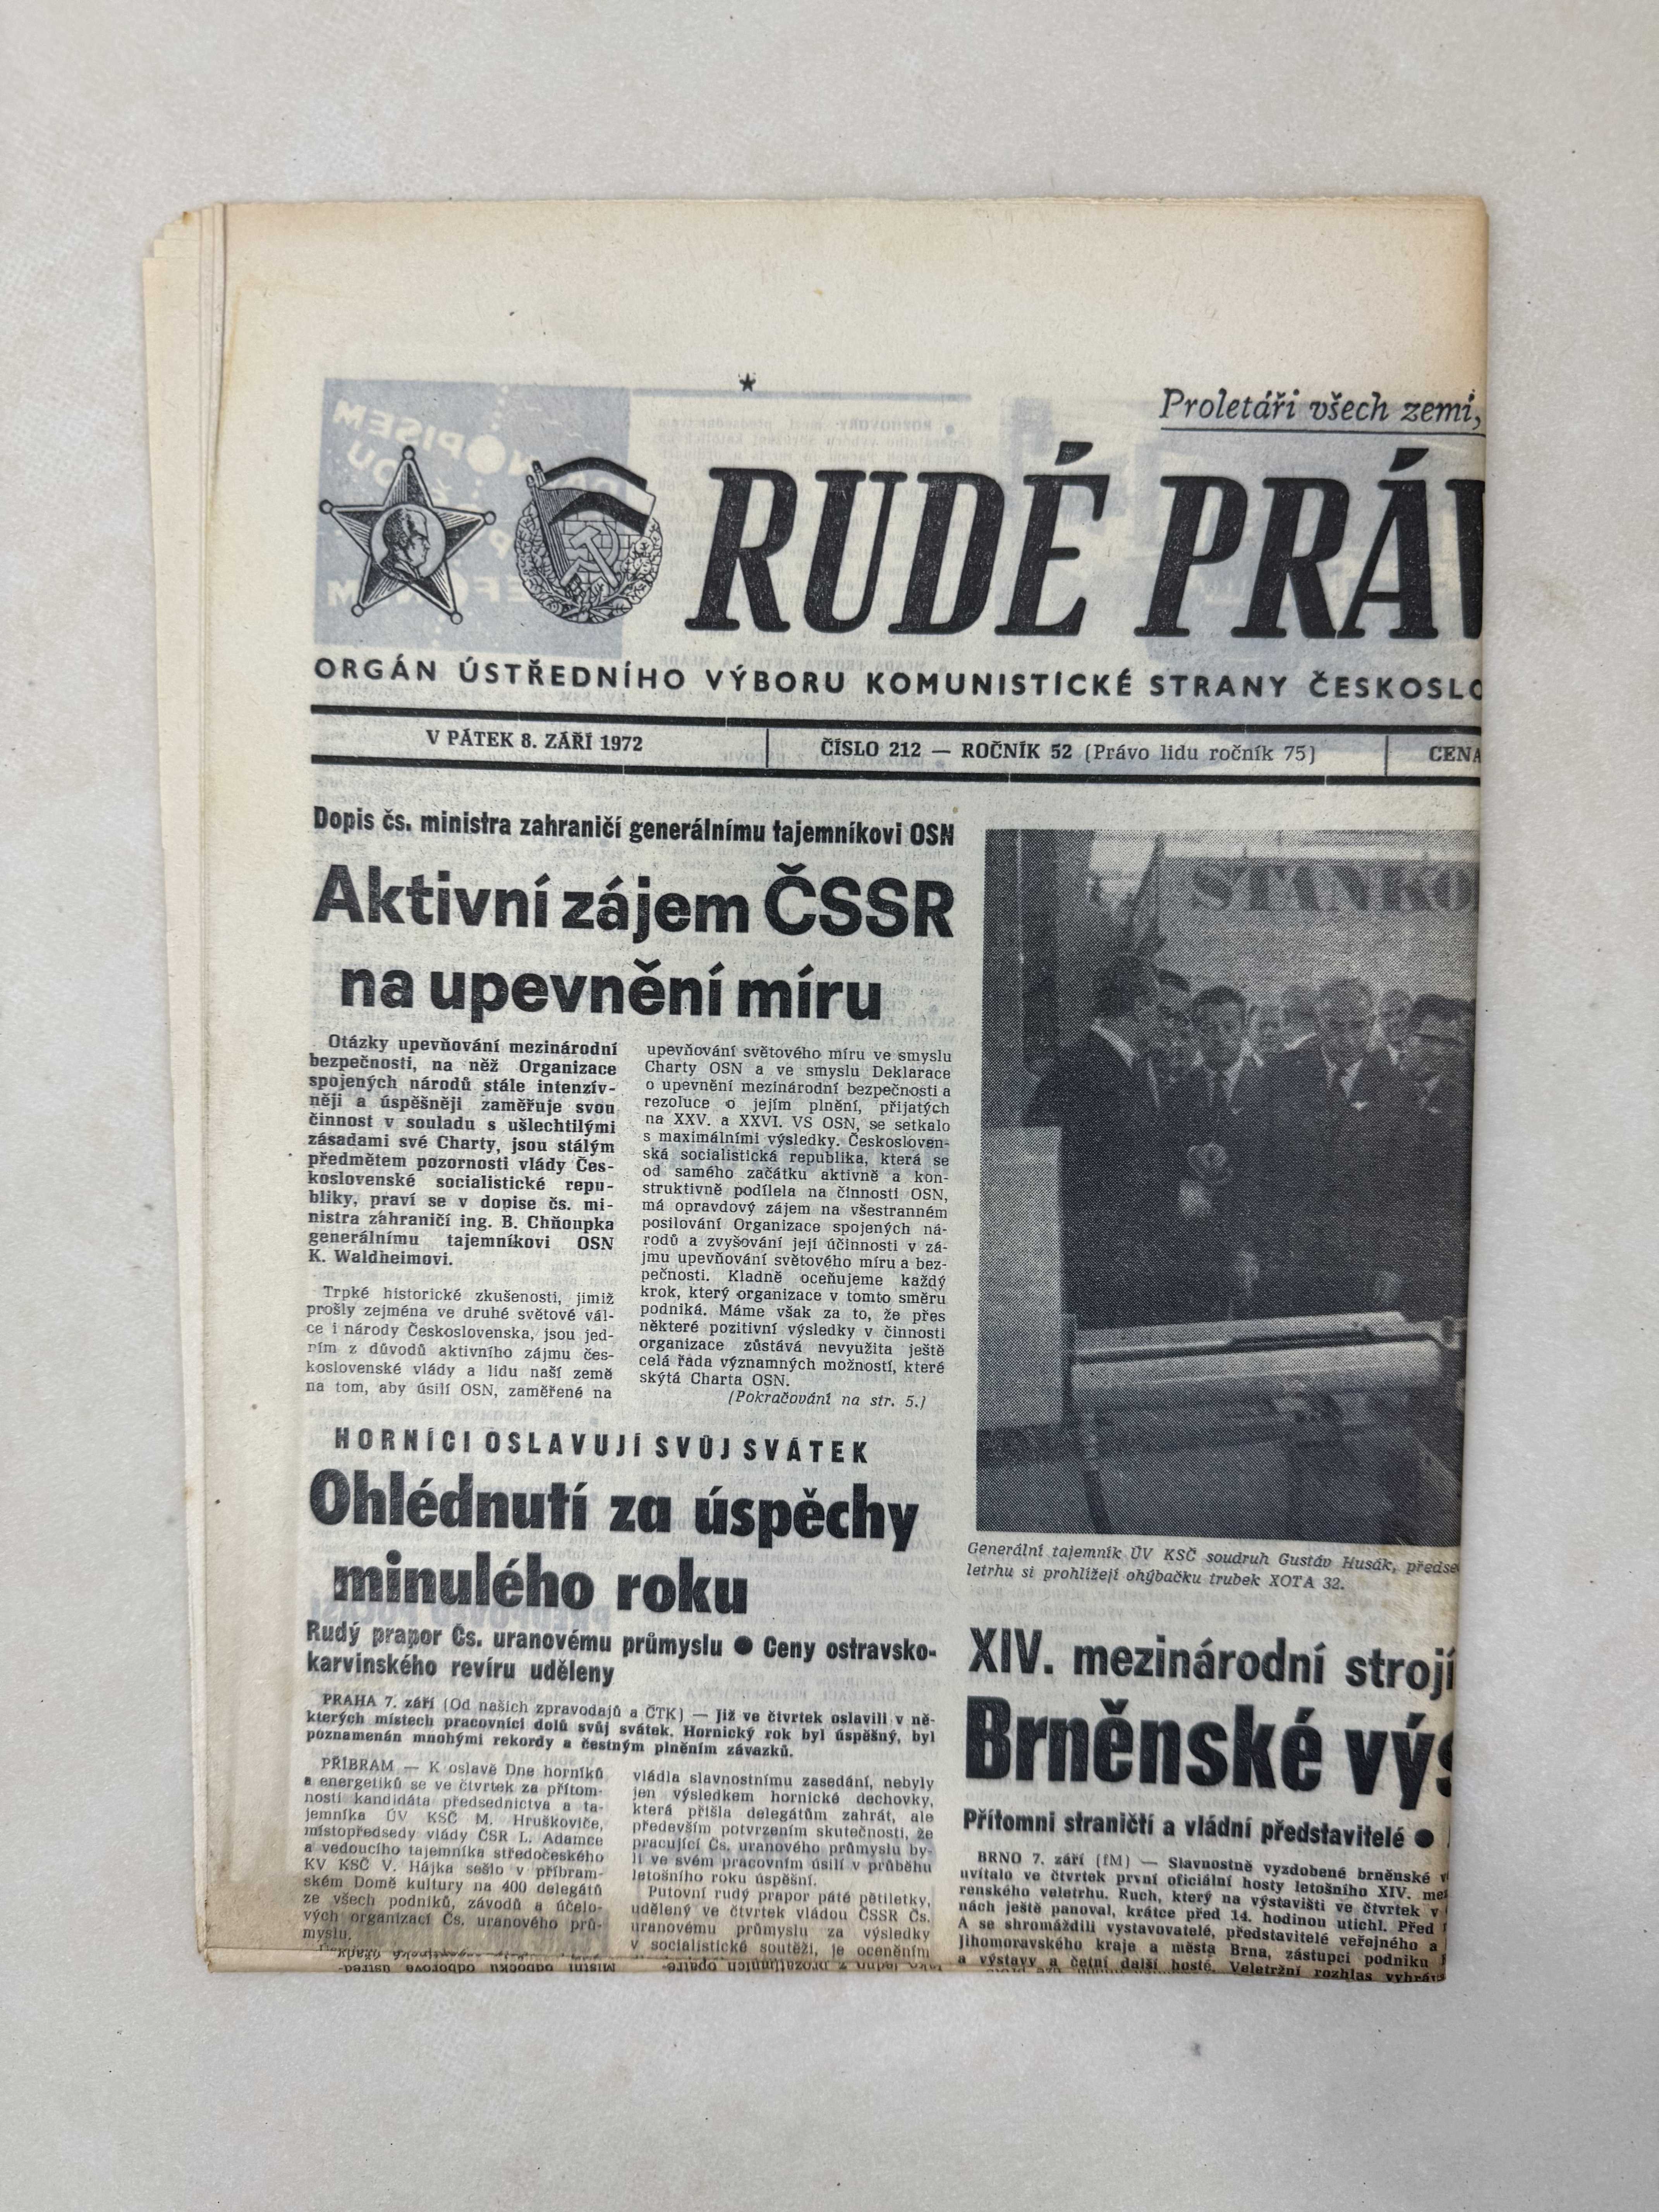 Proletáři všech zemí,
RUDÉ PRÁV
ORGÁN ÚSTŘEDNÍHO VÝBORU KOMUNISTICKÉ STRANY ČESKOSLO
V PÁTEK 8. ZÁŘÍ 1972
ČÍSLO 212 — ROČNÍK 52 (Právo lidu ročník 75)
CENA
Dopis čs. ministra zahraničí generálnímu tajemníkovi OSN
Aktivní zájem ČSSR
na upevnění míru
Otázky upevňování mezinárodní
bezpečnosti, na něž Organizace
spojených národů stále intenzív-
něji a úspěšněji zaměřuje svou
činnost v souladu s ušlechtilými
zásadami své Charty, jsou stálým
předmětem pozornosti vlády Čes-
koslovenské socialistické repu-
bliky, praví se v dopise čs. mi-
nistra zahraničí ing. B. Chňoupka
generálnímu tajemníkovi OSN
K. Waldheimovi.
Trpké historické zkušenosti, jimiž
prošly zejména ve druhé světové vál-
ce i národy Československa, jsou jed-
ním z důvodů aktivního zájmu čes-
koslovenské vlády a lidu naší země
na tom, aby úsilí OSN, zaměřené na
upevňování světového míru ve smyslu
Charty OSN a ve smyslu Deklarace
o upevnění mezinárodní bezpečnosti a
rezoluce o jejím plnění, přijatých
na XXV. a XXVI. VS OSN, se setkalo
s maximálními výsledky. Českosloven-
ská socialistická republika, která se
od samého začátku aktivně a kon-
struktivně podílela na činnosti OSN,
má opravdový zájem na všestranném
posilování Organizace spojených ná-
rodů a zvyšování její účinnosti v zá-
jmu upevňování světového míru a bez-
pečnosti. Kladně oceňujeme každý
krok, který organizace v tomto směru
podniká. Máme však za to, že přes
některé pozitivní výsledky v činnosti
organizace zůstává nevyužita ještě
celá řada významných možností, které
skýtá Charta OSN.
(Pokračování na str. 5.)
HORNÍCI OSLAVUJÍ SVŮJ SVÁTEK
Ohlédnutí za úspěchy
minulého roku
Rudý prapor Čs. uranovému průmyslu ● Ceny ostravsko-
karvinského revíru uděleny
PRAHA 7. září (Od našich zpravodajů a ČTK) — Již ve čtvrtek oslavili v ně-
kterých místech pracovníci dolů svůj svátek. Hornický rok byl úspěšný, byl
poznamenán mnohými rekordy a čestným plněním závazků.
PŘÍBRAM — K oslavě Dne horníků
a energetiků se ve čtvrtek za přítom-
nosti kandidáta předsednictva a ta-
jemníka ÚV KSČ M. Hruškoviče,
místopředsedy vlády ČSR L. Adamce
a vedoucího tajemníka středočeského
KV KSČ V. Hájka sešlo v příbram-
ském Domě kultury na 400 delegátů
ze všech podniků, závodů a účelo-
vých organizací Čs. uranového prů-
myslu.
vládla slavnostnímu zasedání, nebyly
jen výsledkem hornické dechovky,
která přišla delegátům zahrát, ale
především potvrzením skutečnosti, že
pracující Čs. uranového průmyslu by-
li ve svém pracovním úsilí v průběhu
letošního roku úspěšní.
Putovní rudý prapor páté pětiletky,
udělený ve čtvrtek vládou ČSSR Čs.
uranovému průmyslu za výsledky
v socialistické soutěži, je oceněním
STANKO
Generální tajemník ÚV KSČ soudruh Gustáv Husák, předse
letrhu si prohlížejí ohýbačku trubek XOTA 32.
XIV. mezinárodní strojí
Brněnské výs
Přítomni straničtí a vládní představitelé ●
BRNO 7. září (fM) — Slavnostně vyzdobené brněnské v
uvítalo ve čtvrtek první oficiální hosty letošního XIV. me
renského veletrhu. Ruch, který na výstavišti ve čtvrtek v
nách ještě panoval, krátce před 14. hodinou utichl. Před
A se shromáždili vystavovatelé, představitelé veřejného a
Jihomoravského kraje a města Brna, zástupci podniku
a výstavy a četní další hosté. Veletržní rozhlas vyhráv